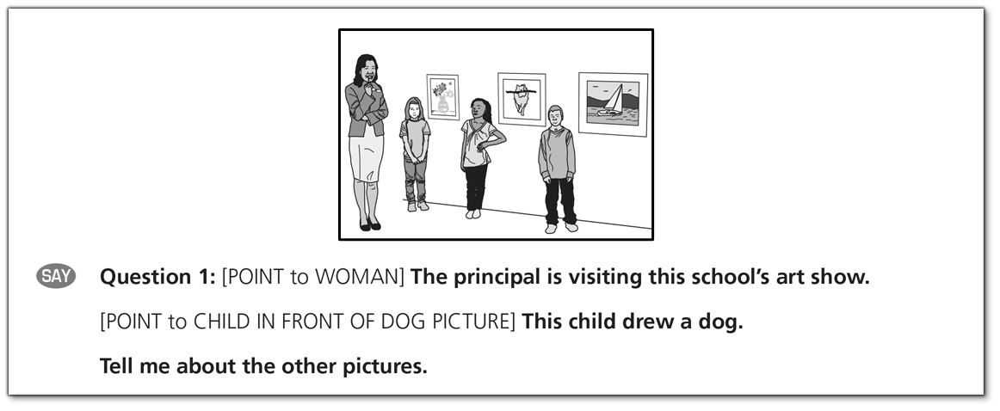 SAY Question 1: [POINT to WOMAN] The principal is visiting this school’s art show.
[POINT to CHILD IN FRONT OF DOG PICTURE] This child drew a dog.
Tell me about the other pictures.